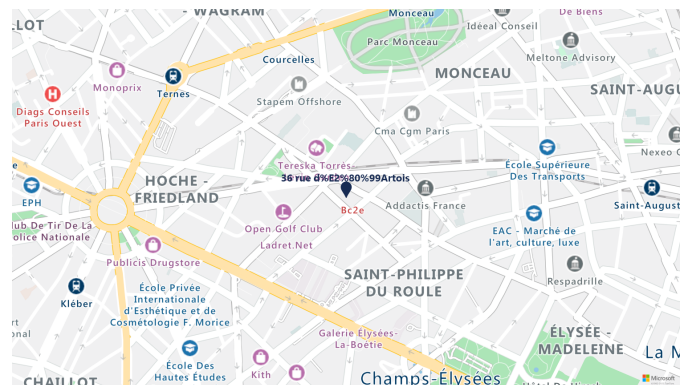 - WAGRAM
LOT
Monceau
Idéeal Conseil
De Biens
Parc Monceau
Courcelles
Meltone Advisory
Monoprix
MONCEAU
Ternes
Stapem Offshore
SAINT-AUGU
Diags Conseils
Paris Ouest
Cma Cgm Paris
Nexeo C
Tereska Torrès
École Supérieure
Des Transports
36 rue d%E2%80%99Artois
HOCHE -
FRIEDLAND
EPH
Addactis France
Saint-August
Bc2e
lub De Tir De La
olice Nationale
Open Golf Club
Ladret.Net
EAC - Marché de
l'art, culture, luxe
Publicis Drugstore
SAINT-PHILIPPE
DU ROULE
Respadrille
Kléber
École Privée
Internationale
d'Esthétique et de
Cosmétologie F. Morice
onal
Galerie Élysées-
La-Boétie
ÉLYSÉE -
MADELEINE
La M
École Des
Hautes Études
Kith
Champs-Élysées
CHAILLOT
Microsoft